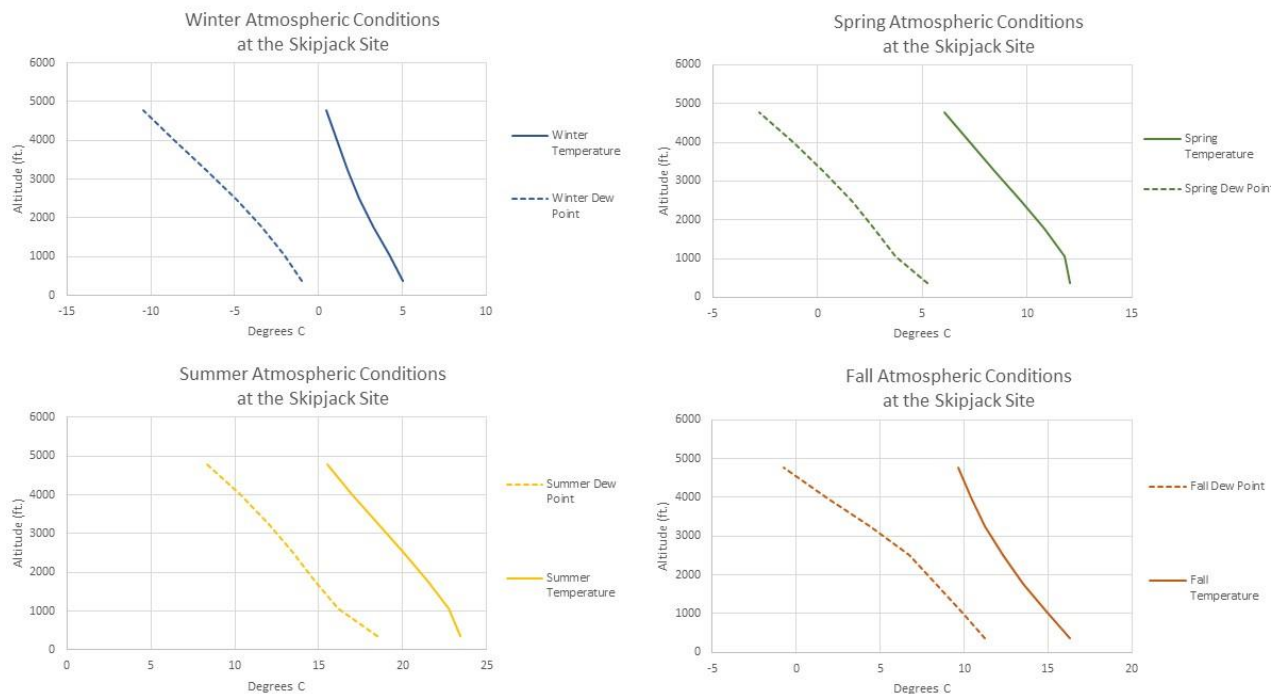 Winter Atmospheric Conditions
at the Skipjack Site
6000
5000
4000
3000
2000
1000
0
Altitude (ft.)
-15
-10
-5
0
5
10
Degrees C
Winter
Temperature
Winter Dew
Point
Spring Atmospheric Conditions
at the Skipjack Site
6000
5000
4000
3000
2000
1000
0
Altitude (ft.)
-5
0
5
10
15
Degrees C
Spring
Temperature
Spring Dew Point
Summer Atmospheric Conditions
at the Skipjack Site
6000
5000
4000
3000
2000
1000
0
Altitude (ft.)
0
5
10
15
20
25
Degrees C
Summer Dew
Point
Summer
Temperature
Fall Atmospheric Conditions
at the Skipjack Site
6000
5000
4000
3000
2000
1000
0
Altitude (ft.)
-5
0
5
10
15
20
Degrees C
Fall Dew Point
Fall
Temperature